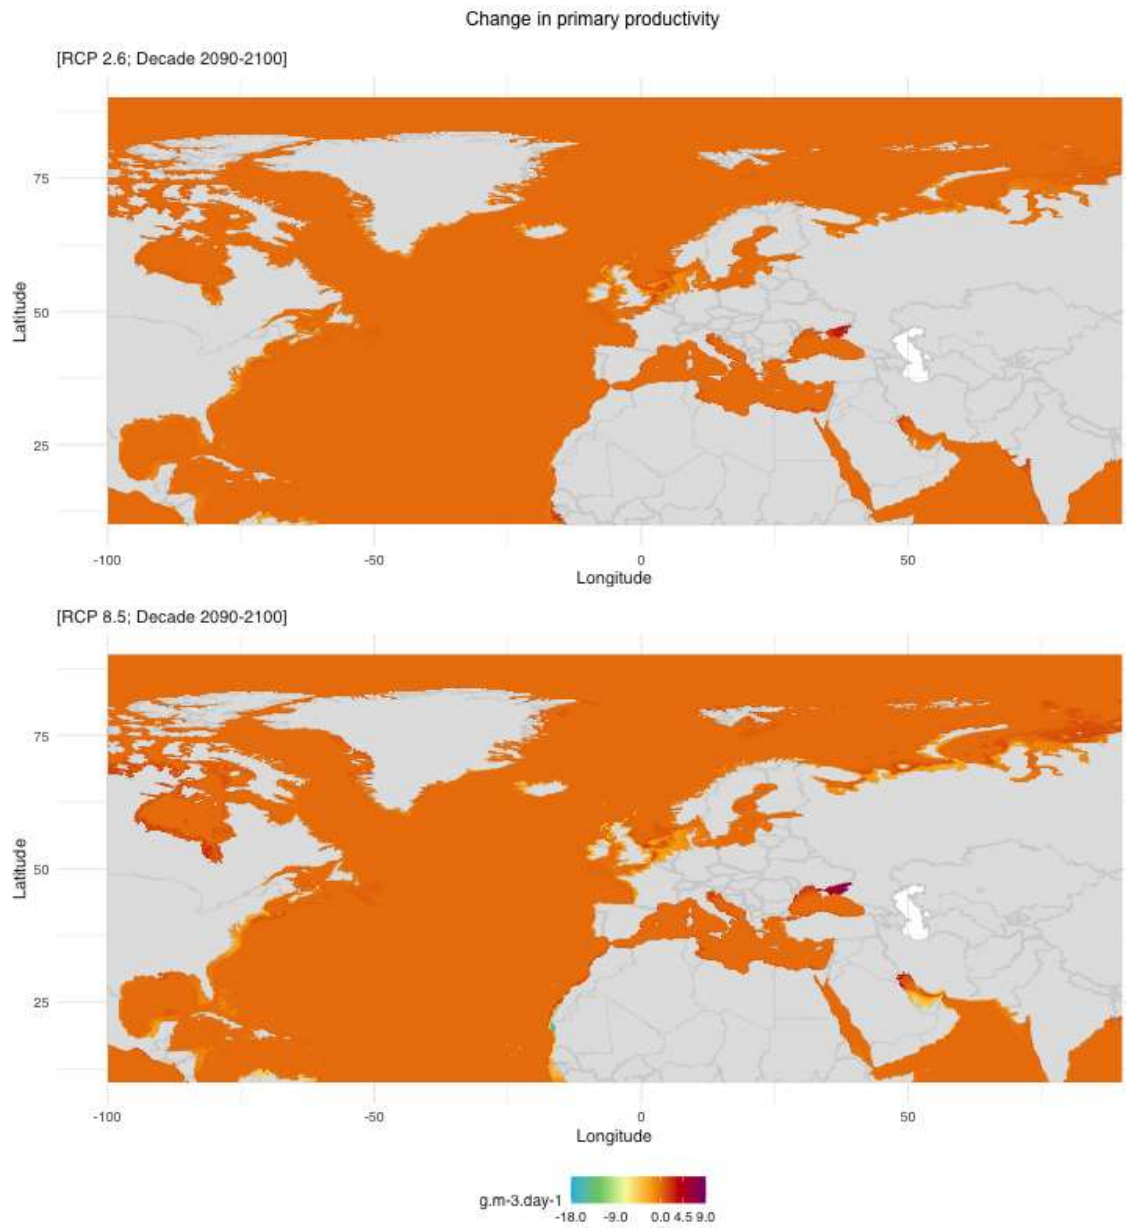 Change in primary productivity
[RCP 2.6; Decade 2090-2100]
75
50
25
Latitude
-100 -50 0 50
Longitude
[RCP 8.5; Decade 2090-2100]
75
50
25
Latitude
-100 -50 0 50
Longitude
g.m-3.day-1
-18.0 -9.0 0.0 4.5 9.0